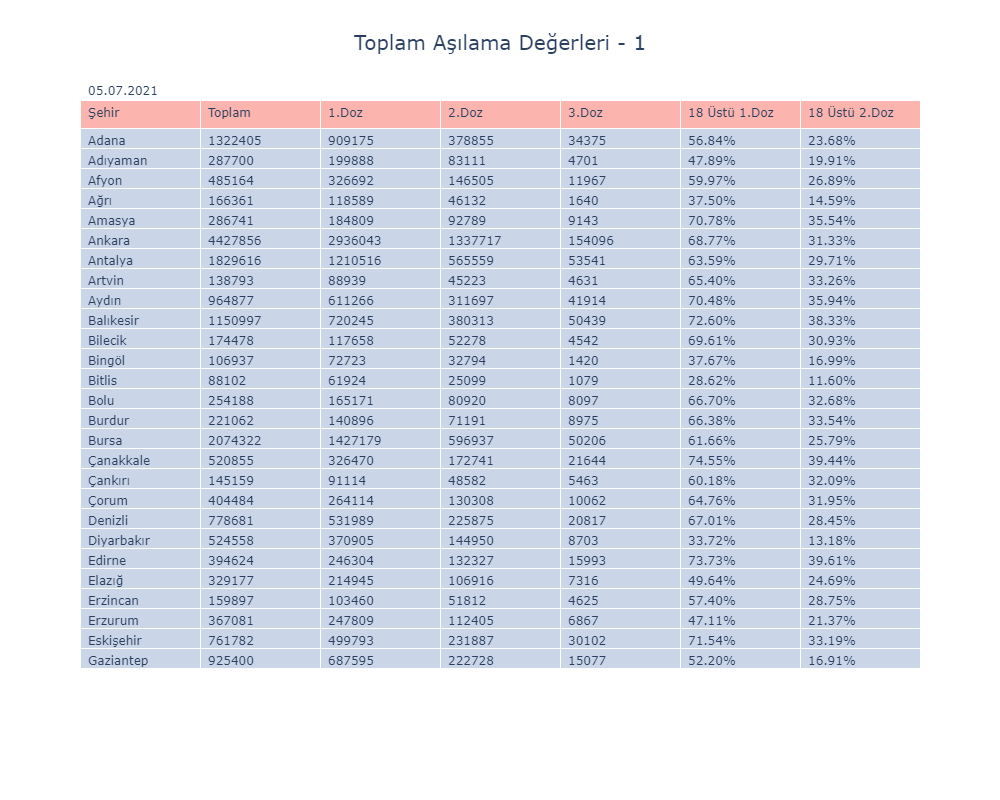 Toplam Aşılama Değerleri - 1
05.07.2021
Şehir Toplam 1.Doz 2.Doz 3.Doz 18 Üstü 1.Doz 18 Üstü 2.Doz
Adana 1322405 909175 378855 34375 56.84% 23.68%
Adıyaman 287700 199888 83111 4701 47.89% 19.91%
Afyon 485164 326692 146505 11967 59.97% 26.89%
Ağrı 166361 118589 46132 1640 37.50% 14.59%
Amasya 286741 184809 92789 9143 70.78% 35.54%
Ankara 4427856 2936043 1337717 154096 68.77% 31.33%
Antalya 1829616 1210516 565559 53541 63.59% 29.71%
Artvin 138793 88939 45223 4631 65.40% 33.26%
Aydın 964877 611266 311697 41914 70.48% 35.94%
Balıkesir 1150997 720245 380313 50439 72.60% 38.33%
Bilecik 174478 117658 52278 4542 69.61% 30.93%
Bingöl 106937 72723 32794 1420 37.67% 16.99%
Bitlis 88102 61924 25099 1079 28.62% 11.60%
Bolu 254188 165171 80920 8097 66.70% 32.68%
Burdur 221062 140896 71191 8975 66.38% 33.54%
Bursa 2074322 1427179 596937 50206 61.66% 25.79%
Çanakkale 520855 326470 172741 21644 74.55% 39.44%
Çankırı 145159 91114 48582 5463 60.18% 32.09%
Çorum 404484 264114 130308 10062 64.76% 31.95%
Denizli 778681 531989 225875 20817 67.01% 28.45%
Diyarbakır 524558 370905 144950 8703 33.72% 13.18%
Edirne 394624 246304 132327 15993 73.73% 39.61%
Elazığ 329177 214945 106916 7316 49.64% 24.69%
Erzincan 159897 103460 51812 4625 57.40% 28.75%
Erzurum 367081 247809 112405 6867 47.11% 21.37%
Eskişehir 761782 499793 231887 30102 71.54% 33.19%
Gaziantep 925400 687595 222728 15077 52.20% 16.91%